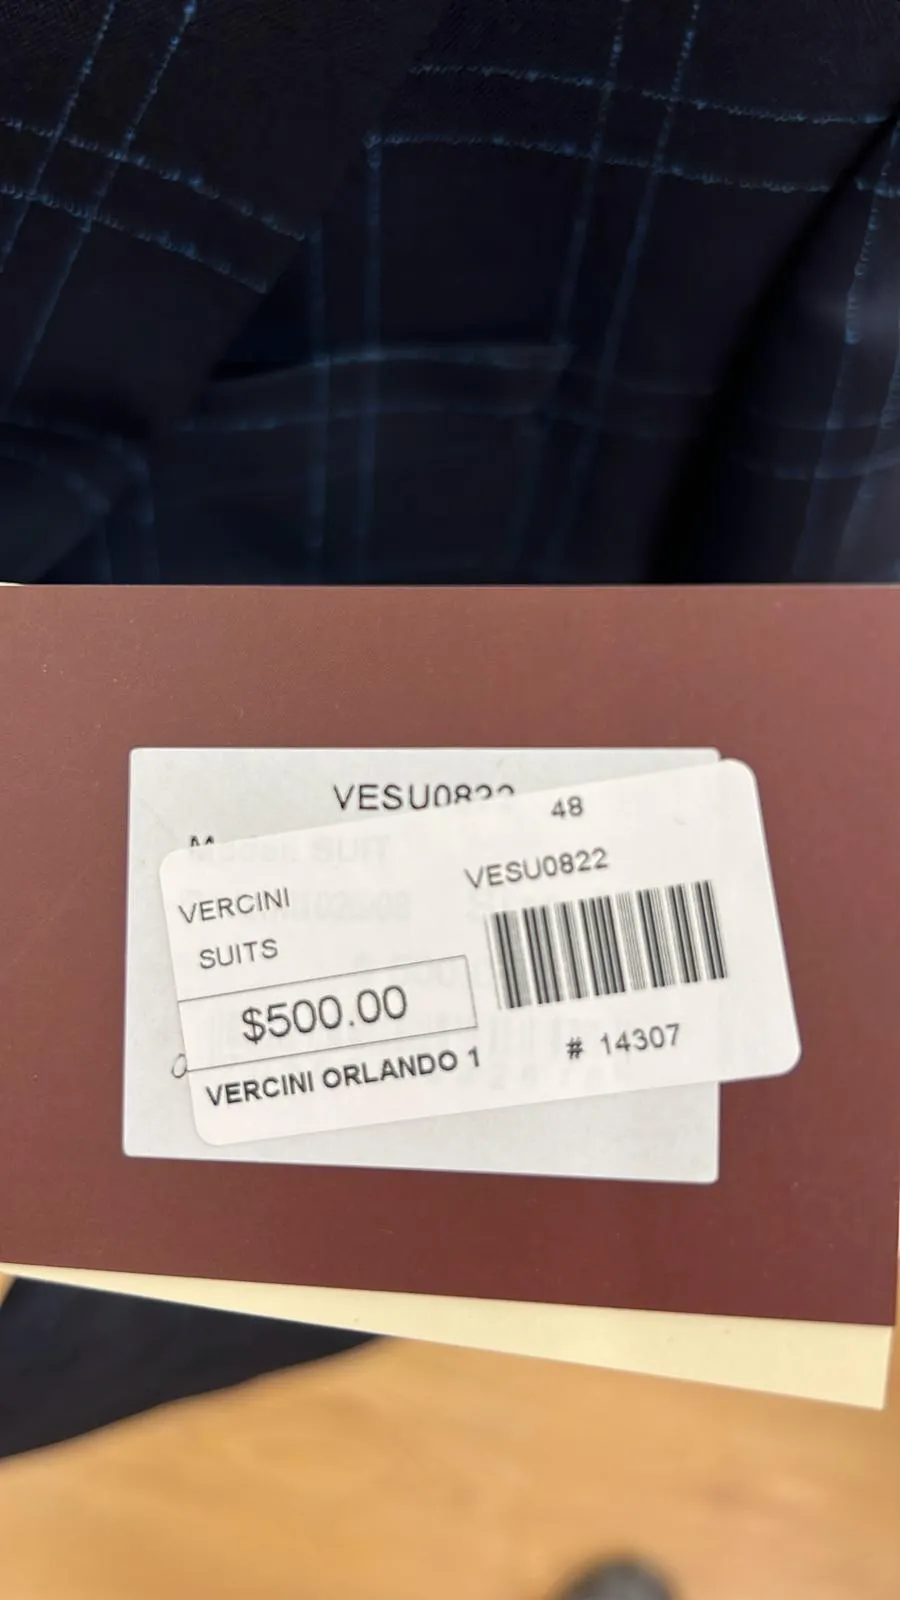 VESU0822
48
VESU0822
VERCINI
SUITS
$500.00
VERCINI ORLANDO 1
# 14307